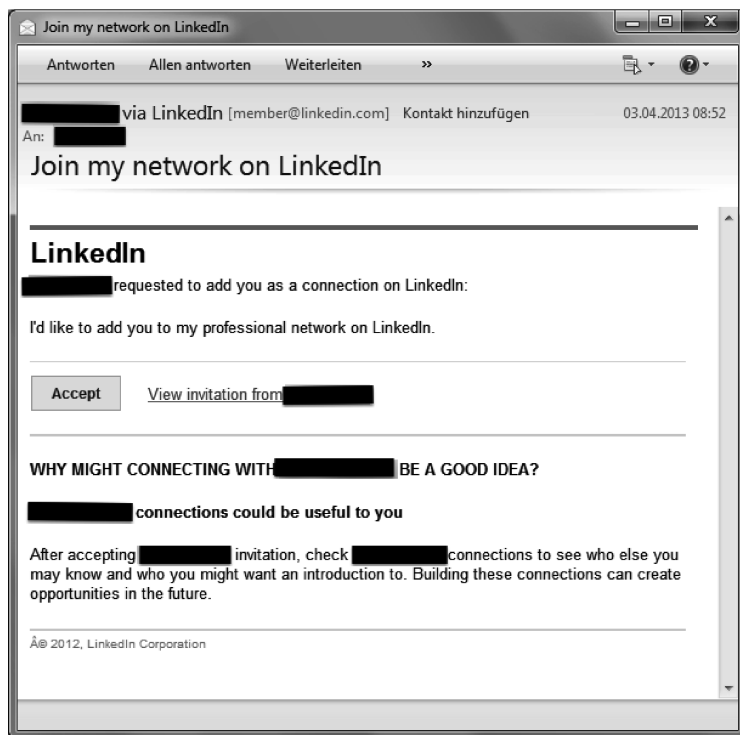 Join my network on LinkedIn
Antworten Allen antworten Weiterleiten »
via LinkedIn [member@linkedin.com] Kontakt hinzufügen 03.04.2013 08:52
An:
Join my network on LinkedIn
LinkedIn
requested to add you as a connection on LinkedIn:
I'd like to add you to my professional network on LinkedIn.
Accept View invitation from
WHY MIGHT CONNECTING WITH BE A GOOD IDEA?
connections could be useful to you
After accepting invitation, check connections to see who else you
may know and who you might want an introduction to. Building these connections can create
opportunities in the future.
© 2012, LinkedIn Corporation